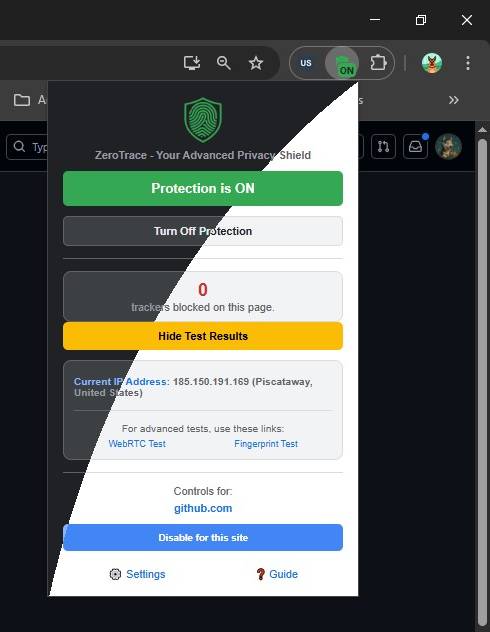 US
ON
A
s
Typ
ZeroTrace - Your Advanced Privacy Shield
Protection is ON
Turn Off Protection
0
trackers blocked on this page.
Hide Test Results
Current IP Address: 185.150.191.169 (Piscataway,
United States)
For advanced tests, use these links:
WebRTC Test
Fingerprint Test
Controls for:
github.com
Disable for this site
Settings
Guide